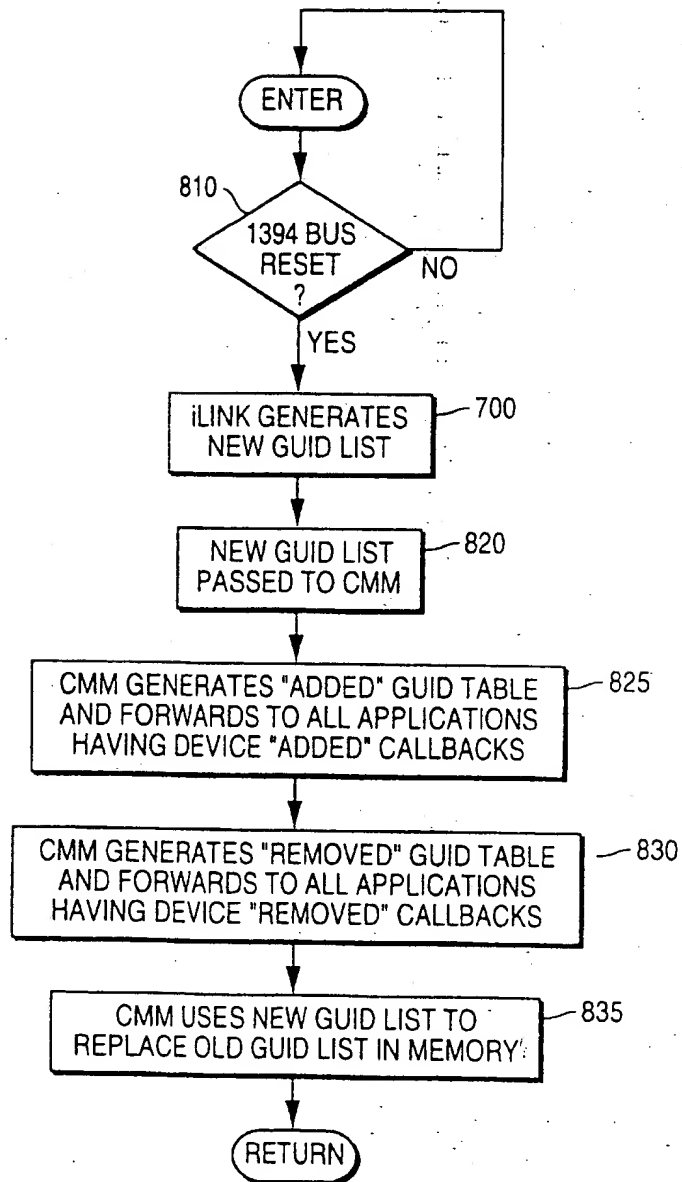 ENTER
810
1394 BUS
RESET
?
NO
YES
iLINK GENERATES
NEW GUID LIST
700
NEW GUID LIST
PASSED TO CMM
820
CMM GENERATES "ADDED" GUID TABLE
AND FORWARDS TO ALL APPLICATIONS
HAVING DEVICE "ADDED" CALLBACKS
825
CMM GENERATES "REMOVED" GUID TABLE
AND FORWARDS TO ALL APPLICATIONS
HAVING DEVICE "REMOVED" CALLBACKS
830
CMM USES NEW GUID LIST TO
REPLACE OLD GUID LIST IN MEMORY
835
RETURN